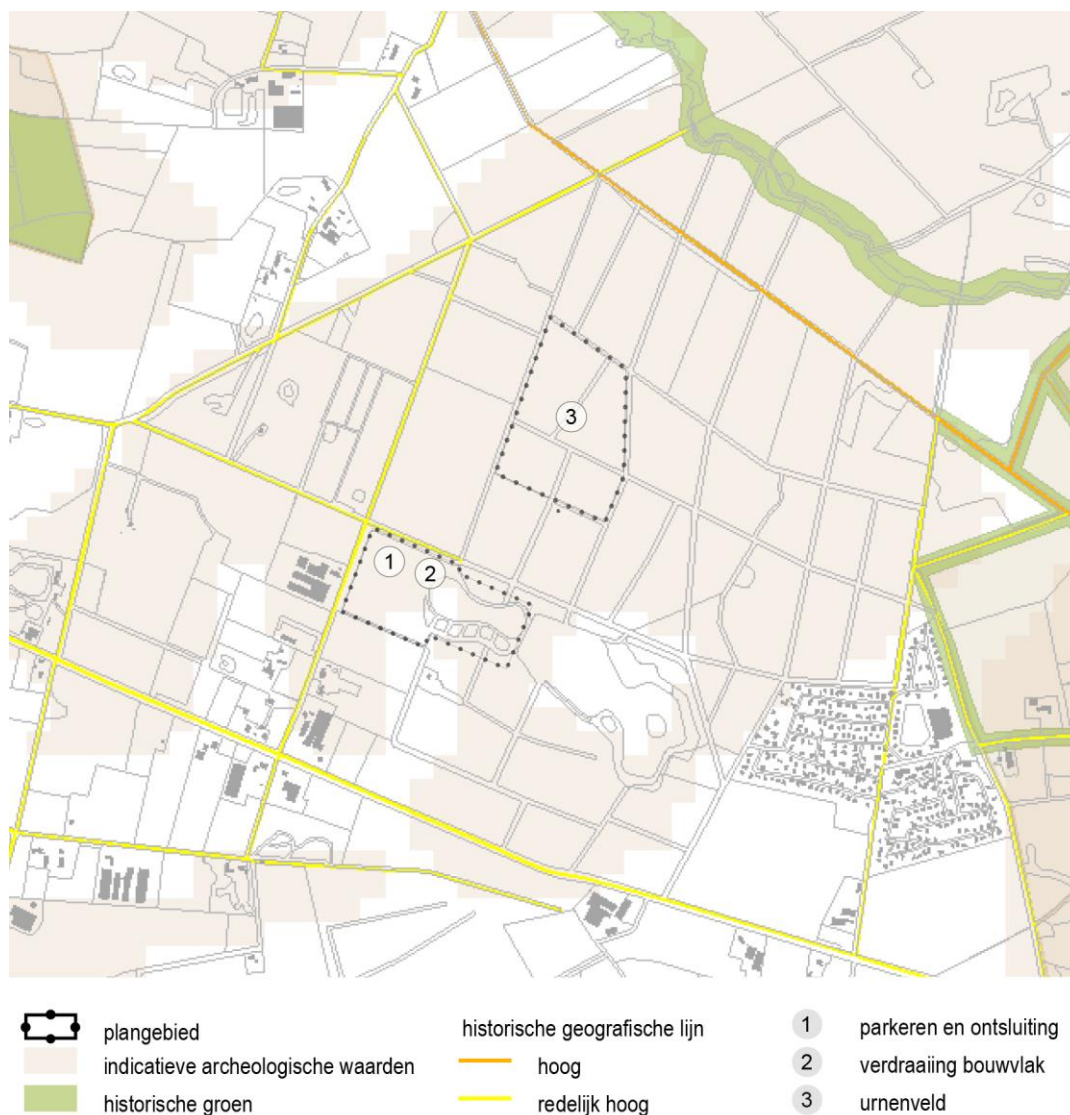 3
1
2
plangebied
indicatieve archeologische waarden
historische groen
historische geografische lijn
hoog
redelijk hoog
1 parkeren en ontsluiting
2 verdraaiing bouwvlak
3 urnenveld